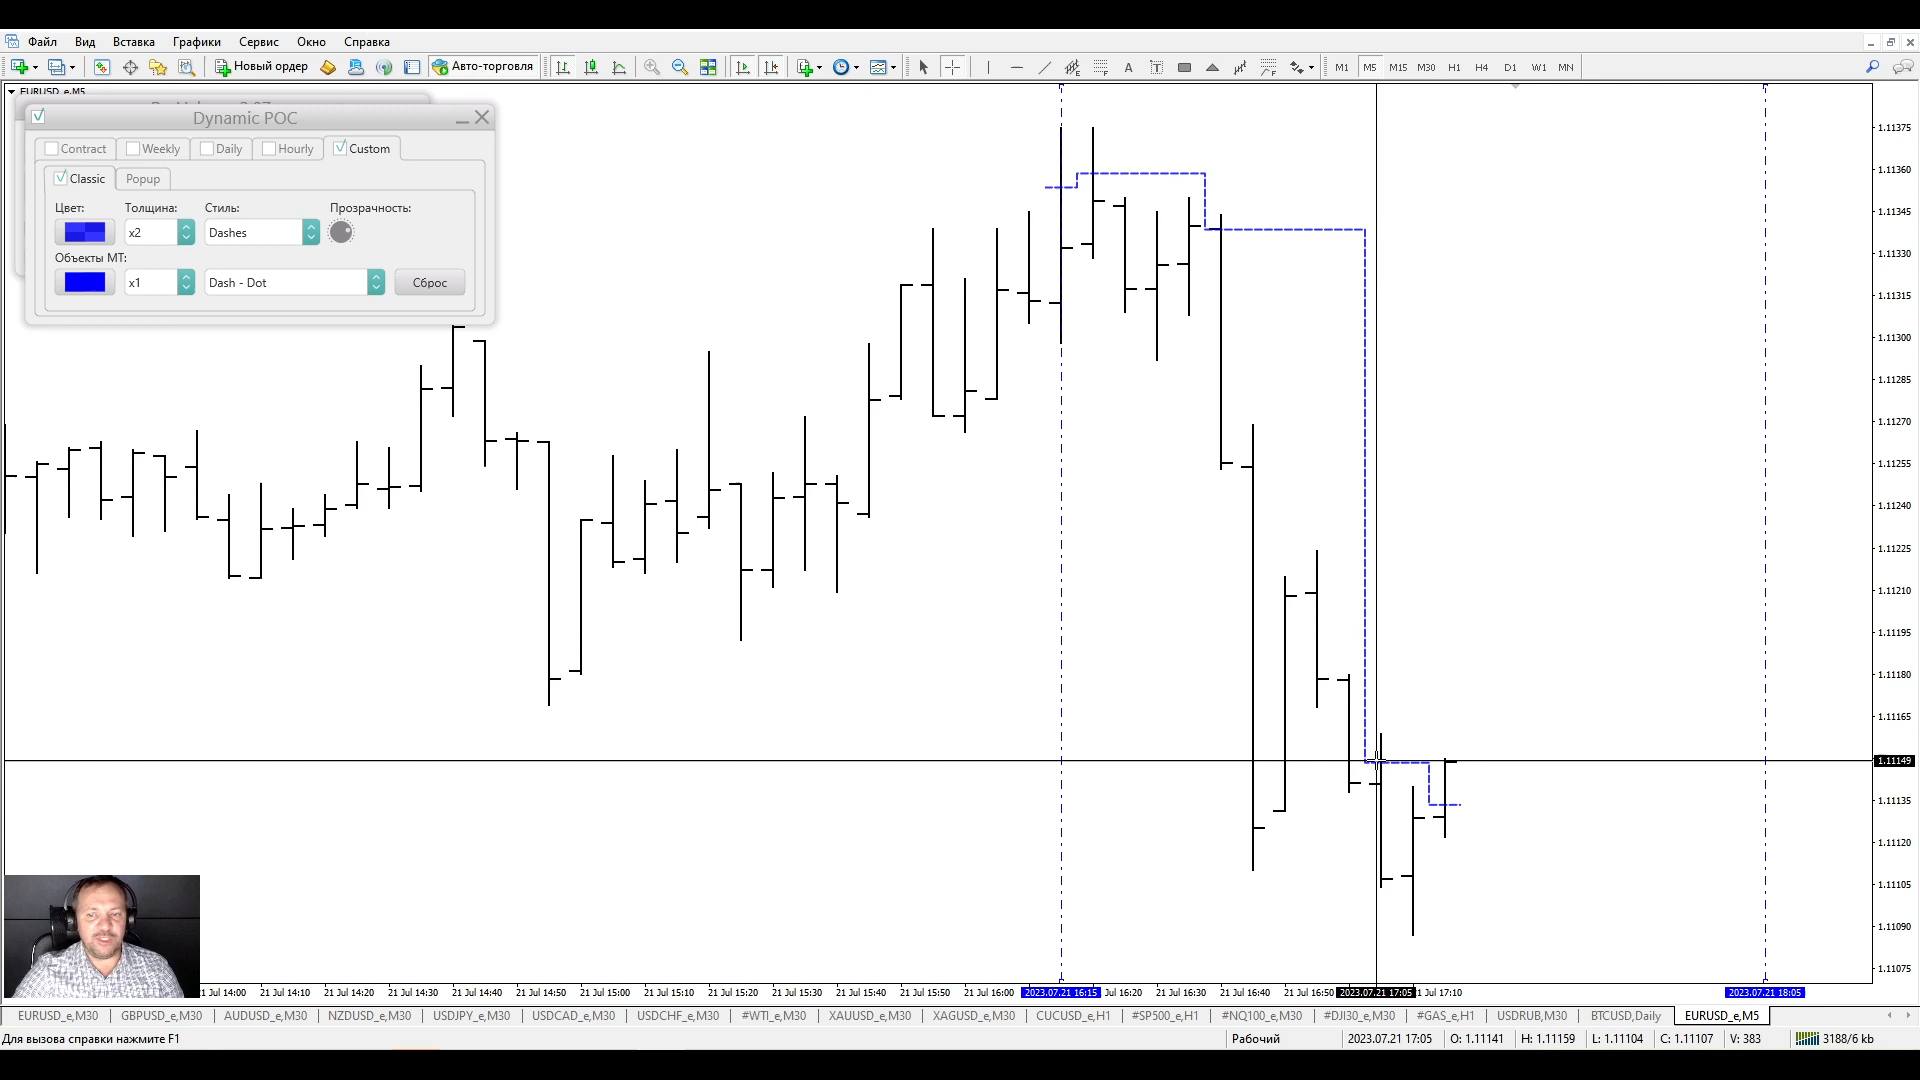 Файл Вид Вставка Графики Сервис Окно Справка
Новый ордер Авто-торговля A T M1 M5 M15 M30 H1 H4 D1 W1 MN
EURUSD_e,M5
Dynamic POC
Contract Weekly Daily Hourly Custom
Classic Popup
Цвет: Толщина: Стиль: Прозрачность:
x2 Dashes
Объекты МТ:
x1 Dash - Dot Сброс
1.11375
1.11360
1.11345
1.11330
1.11315
1.11300
1.11285
1.11270
1.11255
1.11240
1.11225
1.11210
1.11195
1.11180
1.11165
1.11149
1.11135
1.11120
1.11105
1.11090
1.11075
1 Jul 14:00 21 Jul 14:10 21 Jul 14:20 21 Jul 14:30 21 Jul 14:40 21 Jul 14:50 21 Jul 15:00 21 Jul 15:10 21 Jul 15:20 21 Jul 15:30 21 Jul 15:40 21 Jul 15:50 21 Jul 16:00 2023.07.21 16:15 Jul 16:20 21 Jul 16:30 21 Jul 16:40 21 Jul 16:50 2023.07.21 17:05 1 Jul 17:10 2023.07.21 18:05
EURUSD_e,M30 GBPUSD_e,M30 AUDUSD_e,M30 NZDUSD_e,M30 USDJPY_e,M30 USDCAD_e,M30 USDCHF_e,M30 #WTI_e,M30 XAUUSD_e,M30 XAGUSD_e,M30 CUCUSD_e,H1 #SP500_e,H1 #NQ100_e,M30 #DJI30_e,M30 #GAS_e,H1 USDRUB,M30 BTCUSD,Daily EURUSD_e,M5
Для вызова справки нажмите F1 Рабочий 2023.07.21 17:05 O: 1.11141 H: 1.11159 L: 1.11104 C: 1.11107 V: 383 3188/6 kb